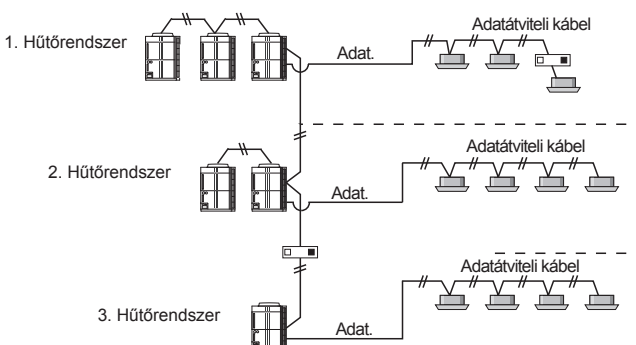 1. Hűtőrendszer
Adat.
Adatátviteli kábel
2. Hűtőrendszer
Adat.
Adatátviteli kábel
3. Hűtőrendszer
Adat.
Adatátviteli kábel